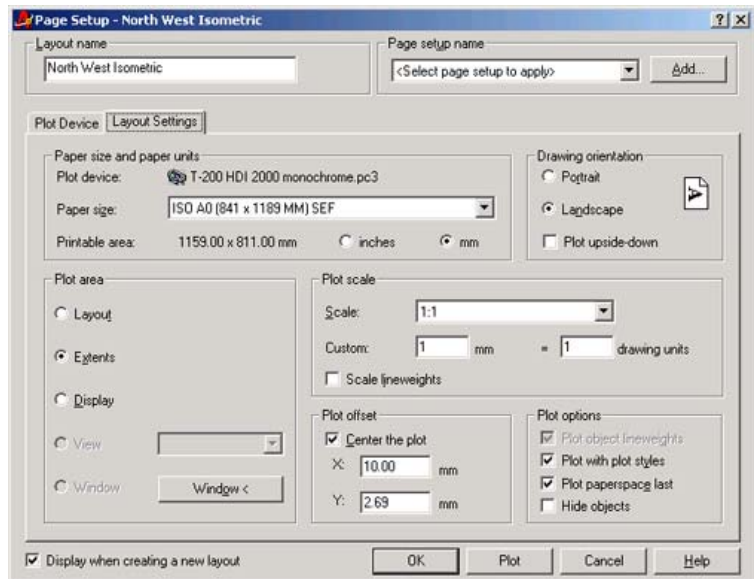 Page Setup - North West Isometric
Layout name
North West Isometric
Page setup name
<Select page setup to apply>
Add...
Plot Device
Layout Settings
Paper size and paper units
Plot device: T-200 HDI 2000 monochrome.pc3
Paper size: ISO A0 (841 x 1189 MM) SEF
Printable area: 1159.00 x 811.00 mm inches mm
Drawing orientation
Portrait
Landscape
A
Plot upside-down
Plot area
Layout
Extents
Display
View
Window Window <
Plot scale
Scale: 1:1
Custom: 1 mm = 1 drawing units
Scale lineweights
Plot offset
Center the plot
X: 10.00 mm
Y: 2.69 mm
Plot options
Plot object lineweights
Plot with plot styles
Plot paperspace last
Hide objects
Display when creating a new layout
OK Plot Cancel Help